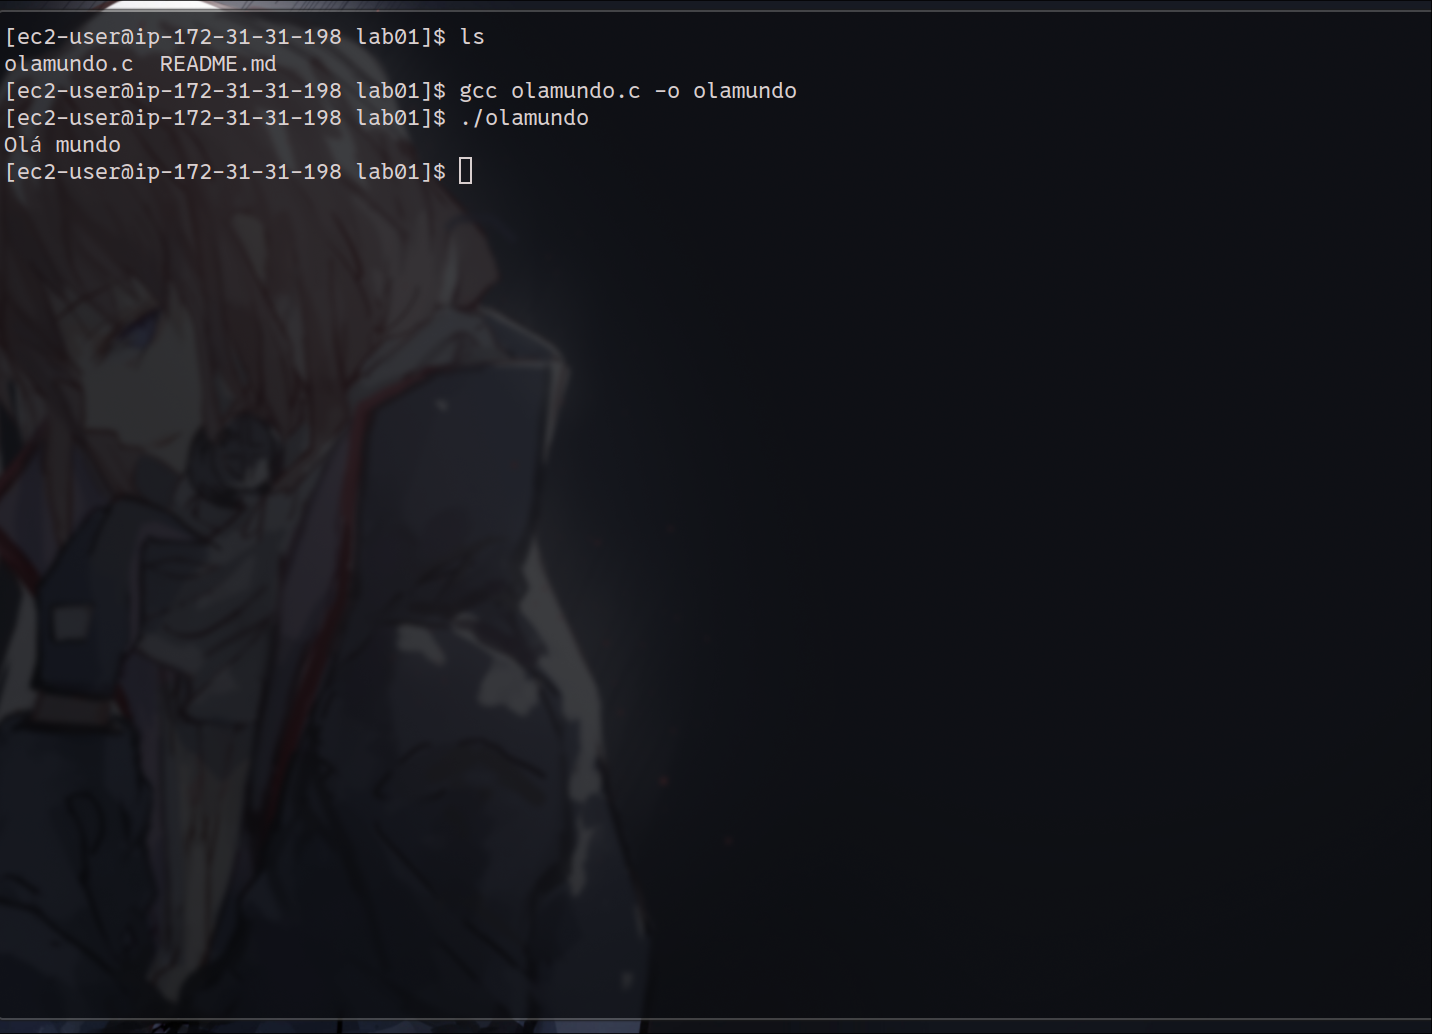 [ec2-user@ip-172-31-31-198 lab01]$ ls
olamundo.c  README.md
[ec2-user@ip-172-31-31-198 lab01]$ gcc olamundo.c -o olamundo
[ec2-user@ip-172-31-31-198 lab01]$ ./olamundo
Olá mundo
[ec2-user@ip-172-31-31-198 lab01]$